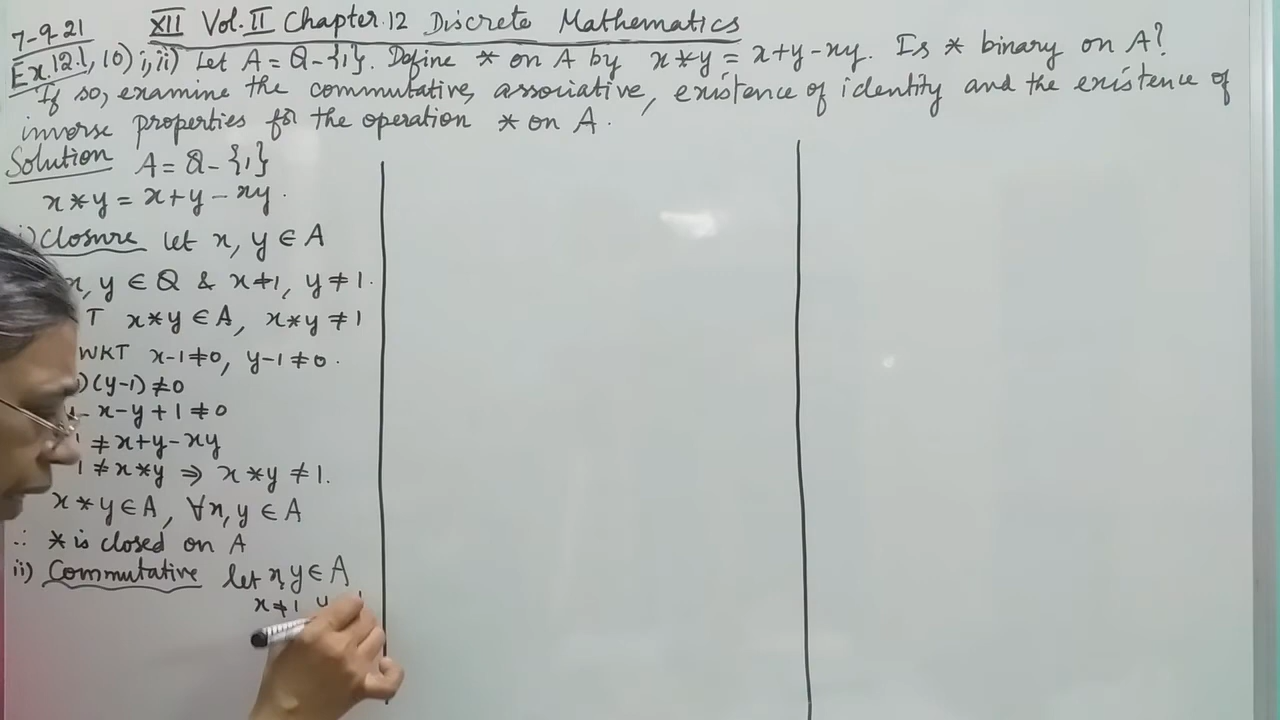 7-9-21 XII Vol.II Chapter.12 Discrete Mathematics
Ex.12.1, 10) i, ii) Let A = Q - {1}. Define * on A by x*y = x+y-xy. Is * binary on A?
If so, examine the commutative, associative, existence of identity and the existence of
inverse properties for the operation * on A.
Solution A = Q - {1}
x*y = x+y-xy.
i) Closure let x, y ∈ A
x, y ∈ Q & x≠1, y≠1.
T x*y ∈ A, x*y ≠ 1
WKT x-1≠0, y-1≠0.
)(y-1) ≠0
- x-y+1 ≠0
1 ≠ x+y-xy
1 ≠ x*y ⇒ x*y ≠ 1.
x*y ∈ A, ∀x, y ∈ A
∴ * is closed on A
ii) Commutative let x, y ∈ A
x≠1, y